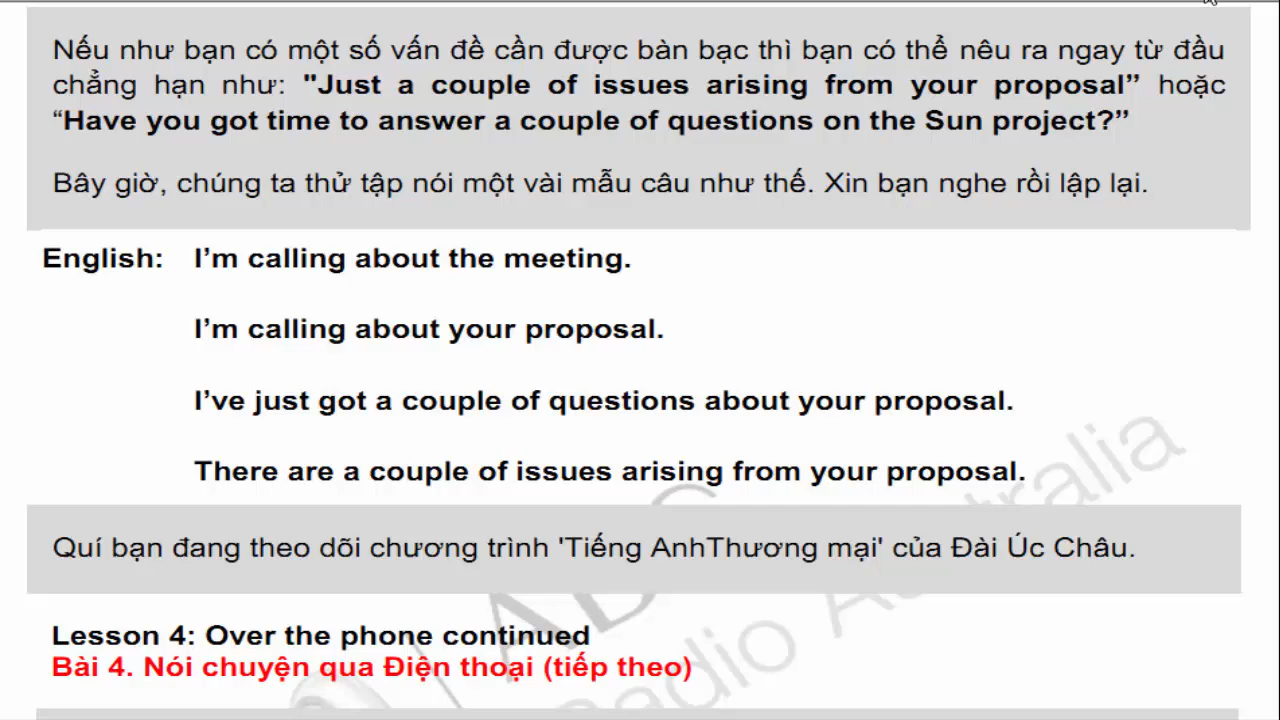 Nếu như bạn có một số vấn đề cần được bàn bạc thì bạn có thể nêu ra ngay từ đầu
chẳng hạn như: "Just a couple of issues arising from your proposal” hoặc
“Have you got time to answer a couple of questions on the Sun project?”
Bây giờ, chúng ta thử tập nói một vài mẫu câu như thế. Xin bạn nghe rồi lập lại.
English: I’m calling about the meeting.
I’m calling about your proposal.
I’ve just got a couple of questions about your proposal.
There are a couple of issues arising from your proposal.
Quí bạn đang theo dõi chương trình 'Tiếng AnhThương mại' của Đài Úc Châu.
Lesson 4: Over the phone continued
Bài 4. Nói chuyện qua Điện thoại (tiếp theo)
ABC
Radio Australia